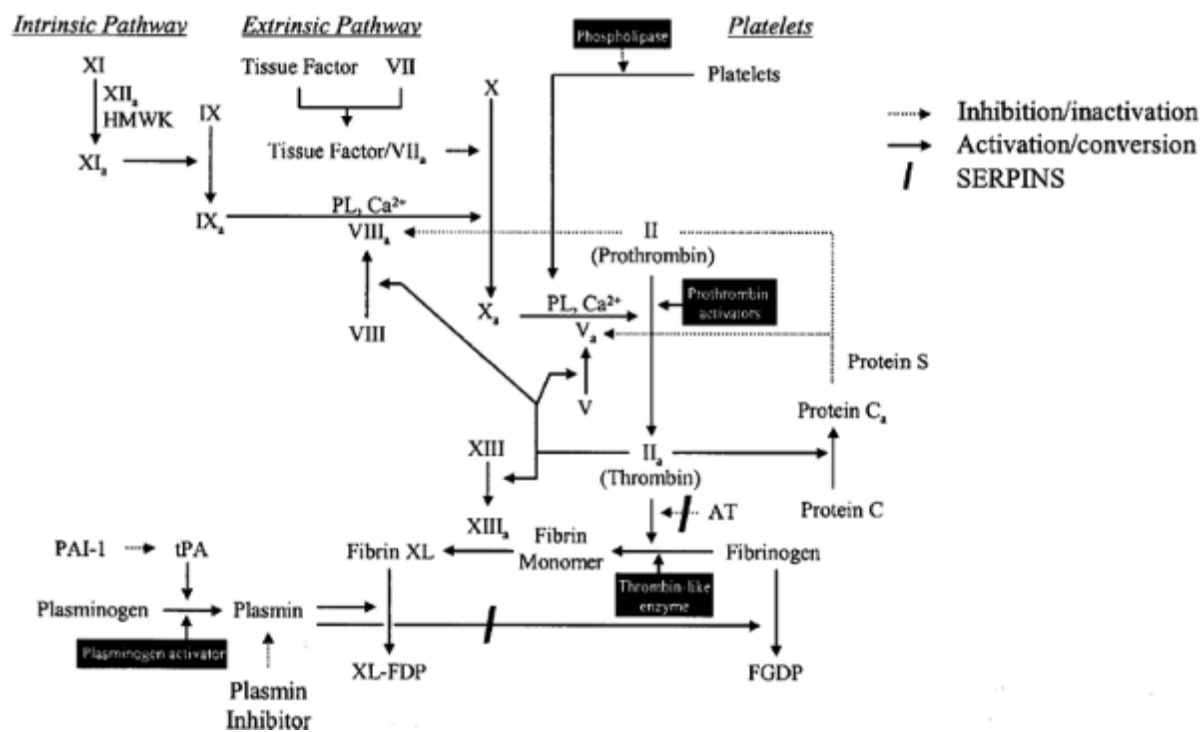 Intrinsic Pathway
Extrinsic Pathway
Platelets
Phospholipase
XI
XIIₐ
HMWK
XIₐ
IX
IXₐ
Tissue Factor
VII
Tissue Factor/VIIₐ
X
Platelets
Inhibition/inactivation
Activation/conversion
SERPINS
PL, Ca²⁺
VIIIₐ
VIII
II
(Prothrombin)
Prothrombin
activators
Xₐ
PL, Ca²⁺
Vₐ
V
Protein S
Protein Cₐ
Protein C
XIII
XIIIₐ
IIₐ
(Thrombin)
AT
PAI-1
tPA
Fibrin XL
Fibrin
Monomer
Fibrinogen
Thrombin-like
enzyme
Plasminogen
Plasmin
Plasminogen activator
Plasmin
Inhibitor
XL-FDP
FGDP